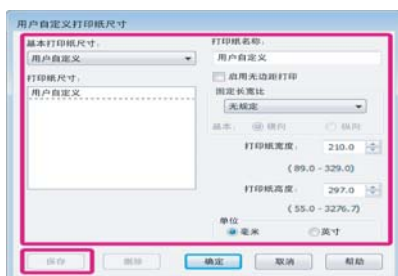 用户自定义打印纸尺寸
基本打印纸尺寸:
用户自定义
打印纸尺寸:
用户自定义
打印纸名称:
用户自定义
启用无边距打印
固定长宽比
无规定
基本: 横向 纵向
打印纸宽度: 210.0
(89.0 - 329.0)
打印纸高度: 297.0
(55.0 - 3276.7)
单位
毫米 英寸
保存 删除 确定 取消 帮助